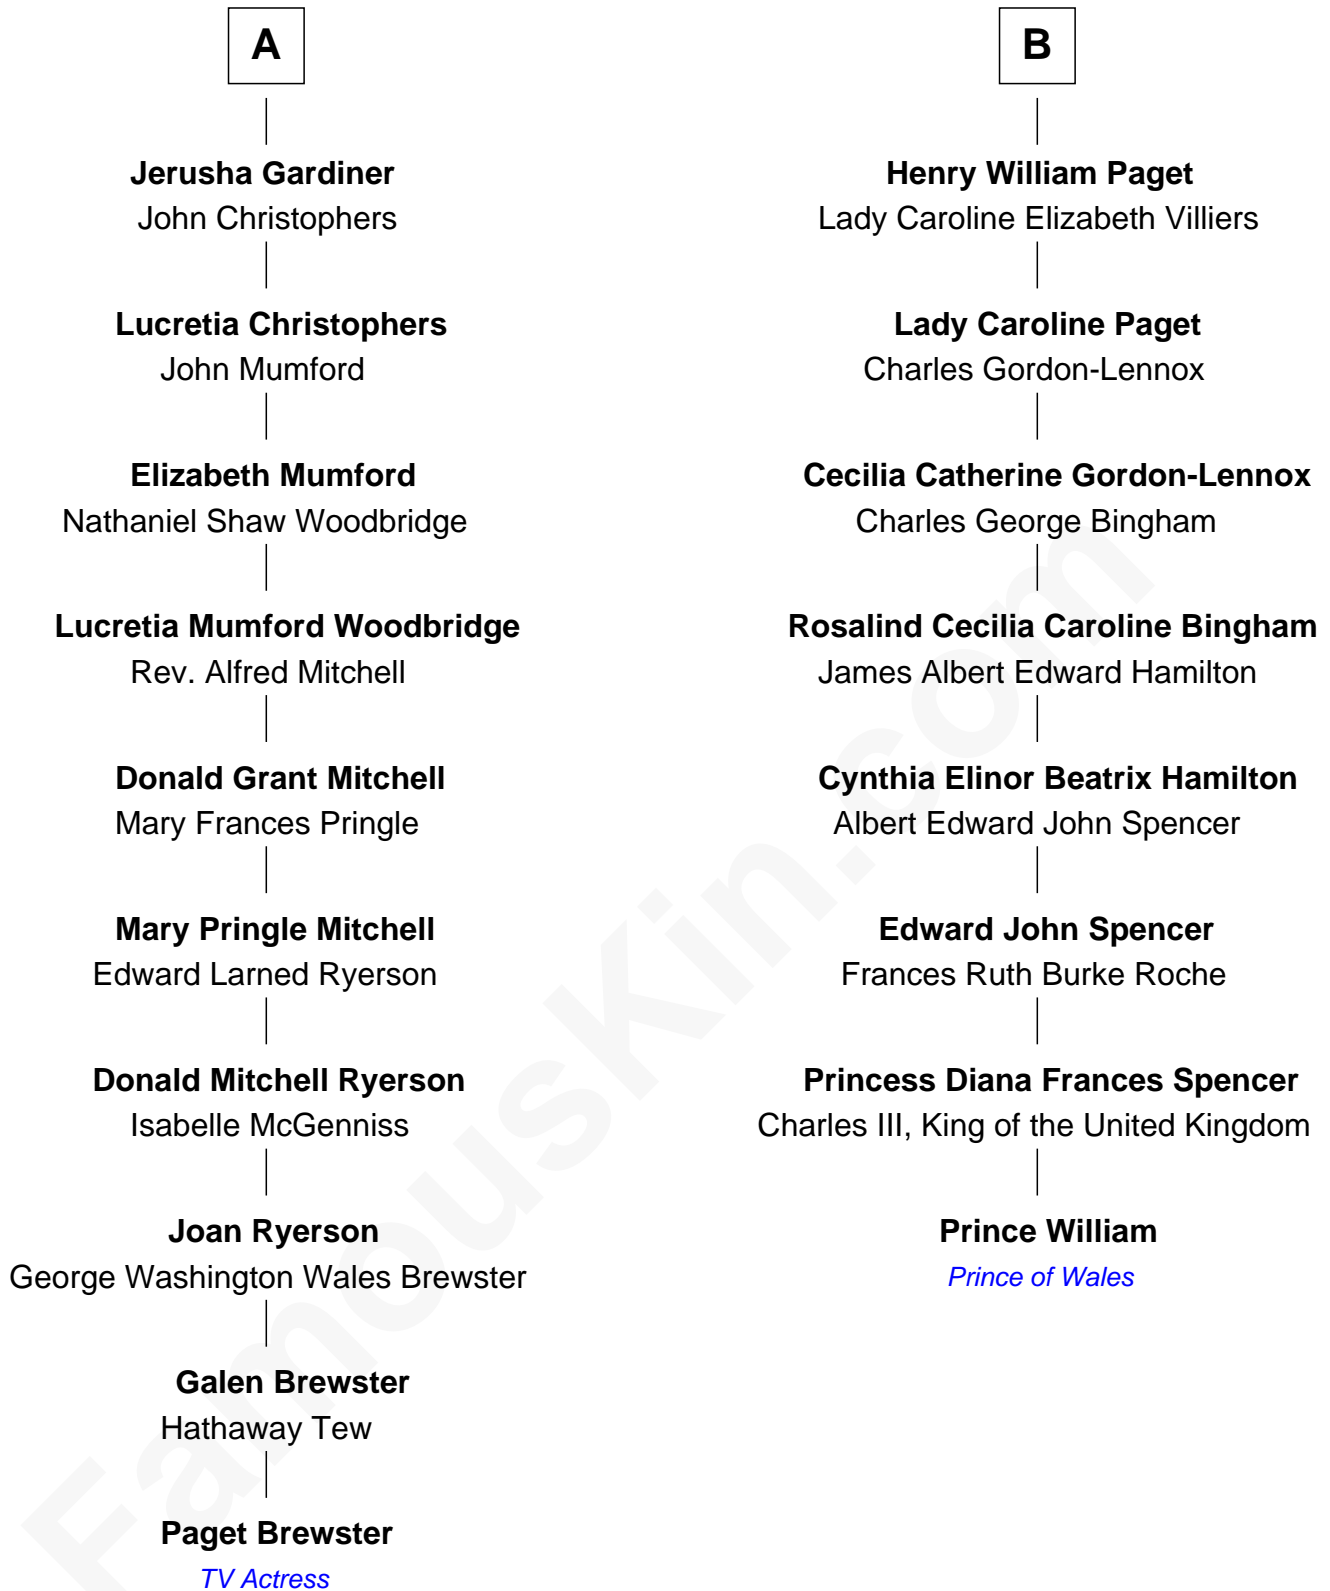 A
Jerusha Gardiner
John Christophers
Lucretia Christophers
John Mumford
Elizabeth Mumford
Nathaniel Shaw Woodbridge
Lucretia Mumford Woodbridge
Rev. Alfred Mitchell
Donald Grant Mitchell
Mary Frances Pringle
Mary Pringle Mitchell
Edward Larned Ryerson
Donald Mitchell Ryerson
Isabelle McGenniss
Joan Ryerson
George Washington Wales Brewster
Galen Brewster
Hathaway Tew
Paget Brewster
TV Actress
B
Henry William Paget
Lady Caroline Elizabeth Villiers
Lady Caroline Paget
Charles Gordon-Lennox
Cecilia Catherine Gordon-Lennox
Charles George Bingham
Rosalind Cecilia Caroline Bingham
James Albert Edward Hamilton
Cynthia Elinor Beatrix Hamilton
Albert Edward John Spencer
Edward John Spencer
Frances Ruth Burke Roche
Princess Diana Frances Spencer
Charles III, King of the United Kingdom
Prince William
Prince of Wales
FamousKin.com